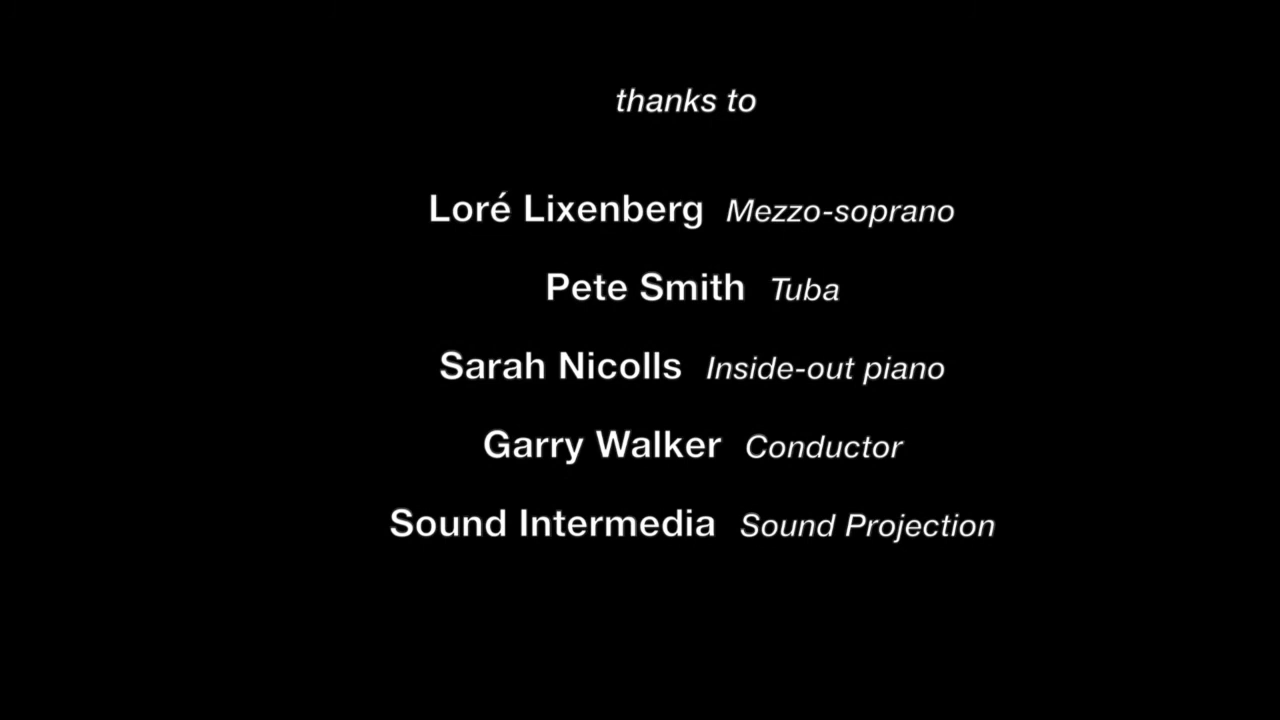 thanks to
Loré Lixenberg Mezzo-soprano
Pete Smith Tuba
Sarah Nicolls Inside-out piano
Garry Walker Conductor
Sound Intermedia Sound Projection